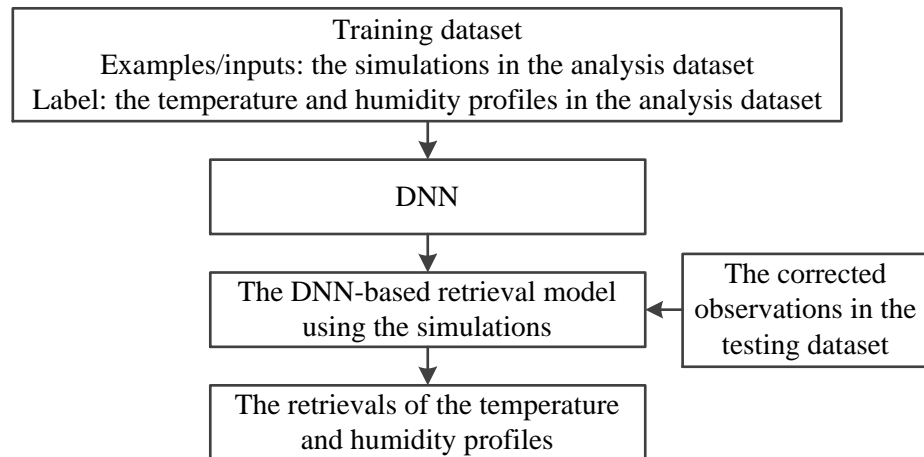 Training dataset
Examples/inputs: the simulations in the analysis dataset
Label: the temperature and humidity profiles in the analysis dataset
DNN
The DNN-based retrieval model
using the simulations
The corrected
observations in the
testing dataset
The retrievals of the temperature
and humidity profiles